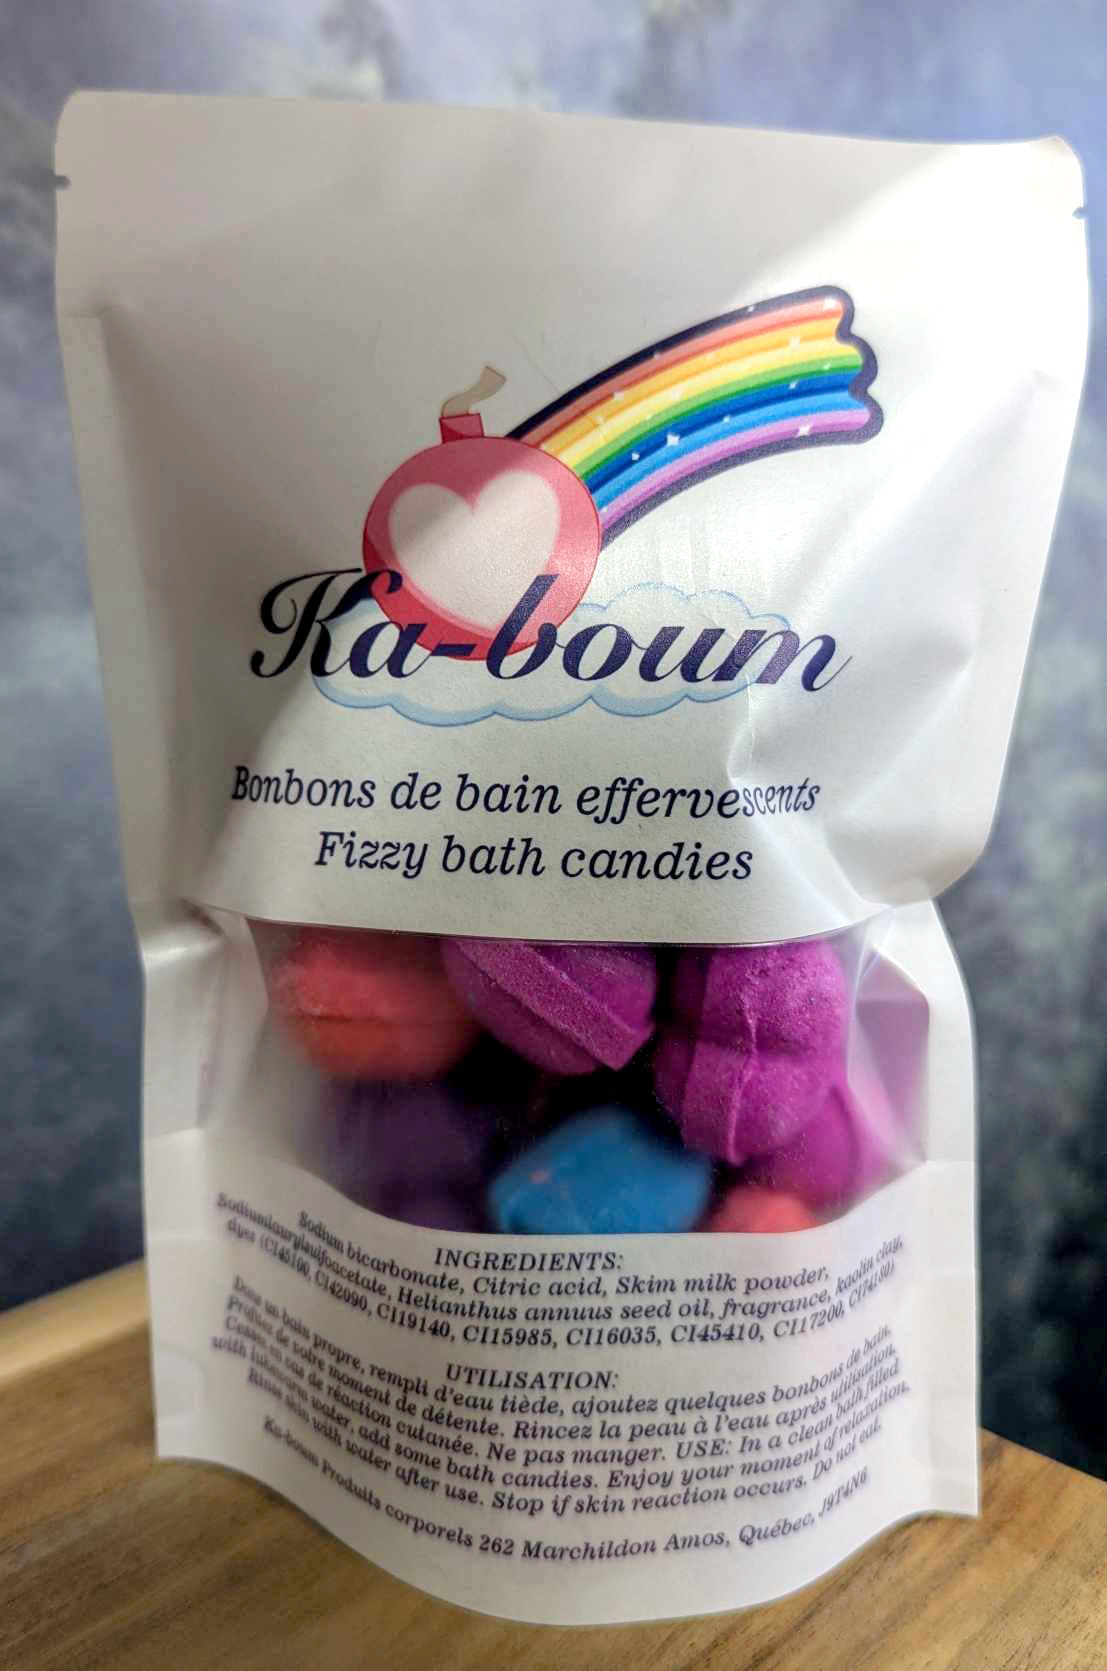 Ka-boum
Bonbons de bain effervescents
Fizzy bath candies
INGREDIENTS:
Sodium bicarbonate, Citric acid, Skim milk powder,
Sodiumlaurylsulfoacetate, Helianthus annuus seed oil, fragrance, kaolin clay,
dyes (CI45100, CI42090, CI19140, CI15985, CI16035, CI45410, CI17200, CI74180)
UTILISATION:
Dans un bain propre, rempli d'eau tiède, ajoutez quelques bonbons de bain.
Profitez de votre moment de détente. Rincez la peau à l'eau après utilisation.
Cessez en cas de réaction cutanée. Ne pas manger. USE: In a clean bath filled
with lukewarm water, add some bath candies. Enjoy your moment of relaxation.
Rinse skin with water after use. Stop if skin reaction occurs. Do not eat.
Ka-boum Produits corporels 262 Marchildon Amos, Québec, J9T4N6